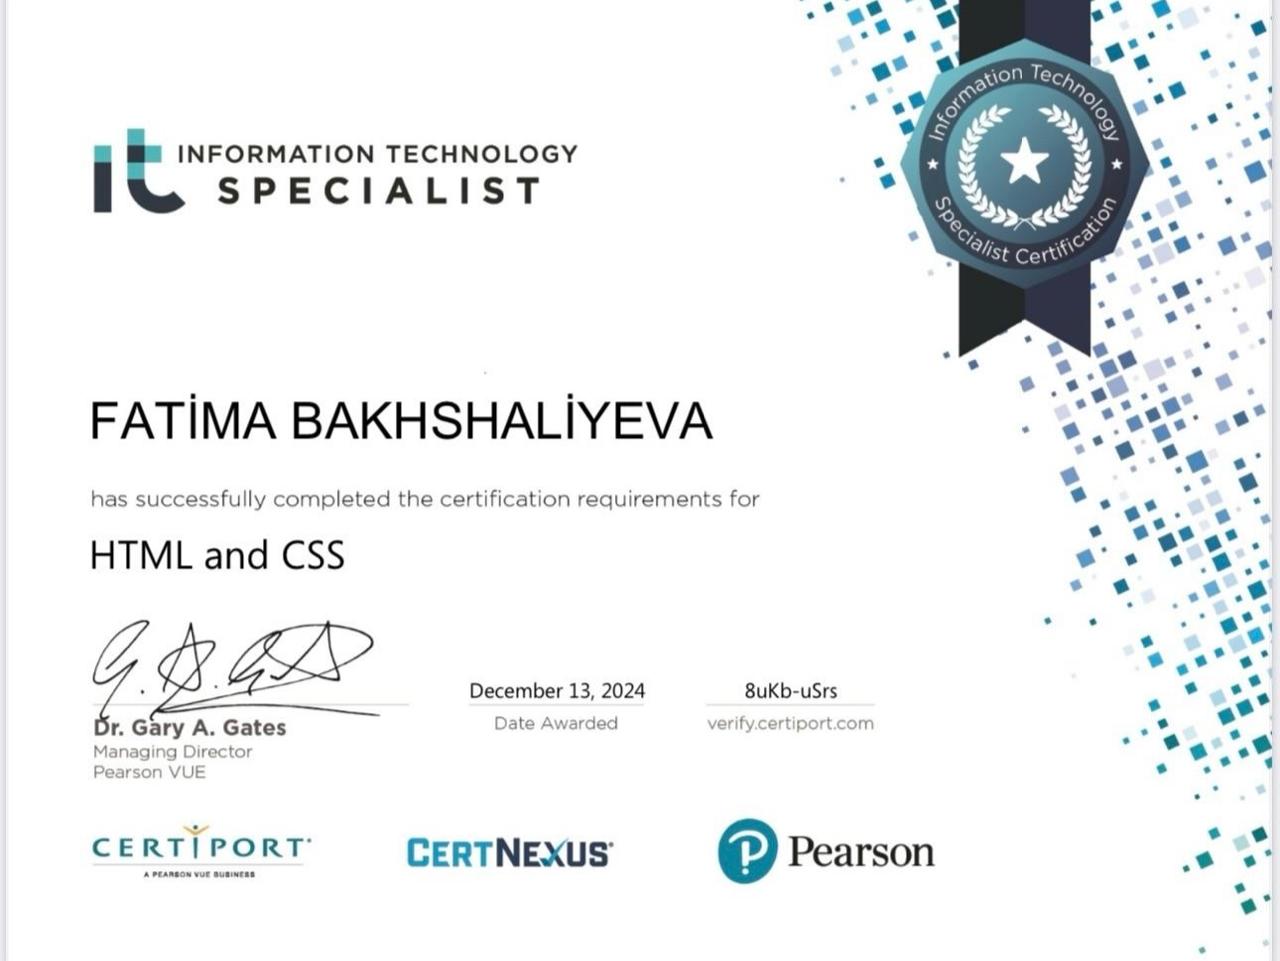 it INFORMATION TECHNOLOGY
SPECIALIST
Information Technology
Specialist Certification
FATİMA BAKHSHALİYEVA
has successfully completed the certification requirements for
HTML and CSS
Dr. Gary A. Gates
Managing Director
Pearson VUE
December 13, 2024
Date Awarded
8uKb-uSrs
verify.certiport.com
CERTIPORT
A PEARSON VUE BUSINESS
CERTNEXUS
P Pearson